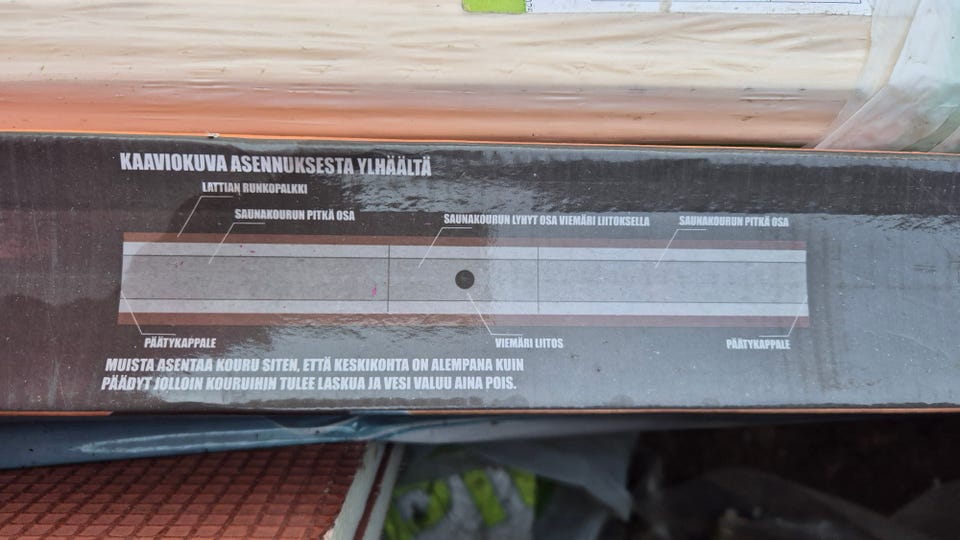 KAAVIOKUVA ASENNUKSESTA YLHÄÄLTÄ
LATTIAN RUNKOPALKKI
SAUNAKOURUN PITKÄ OSA
SAUNAKOURUN LYHYT OSA VIEMÄRI LIITOKSELLA
SAUNAKOURUN PITKÄ OSA
PÄÄTYKAPPALE
VIEMÄRI LIITOS
PÄÄTYKAPPALE
MUISTA ASENTAA KOURU SITEN, ETTÄ KESKIKOHTA ON ALEMPANA KUIN
PÄÄDYT JOLLOIN KOURUIHIN TULEE LASKUA JA VESI VALUU AINA POIS.